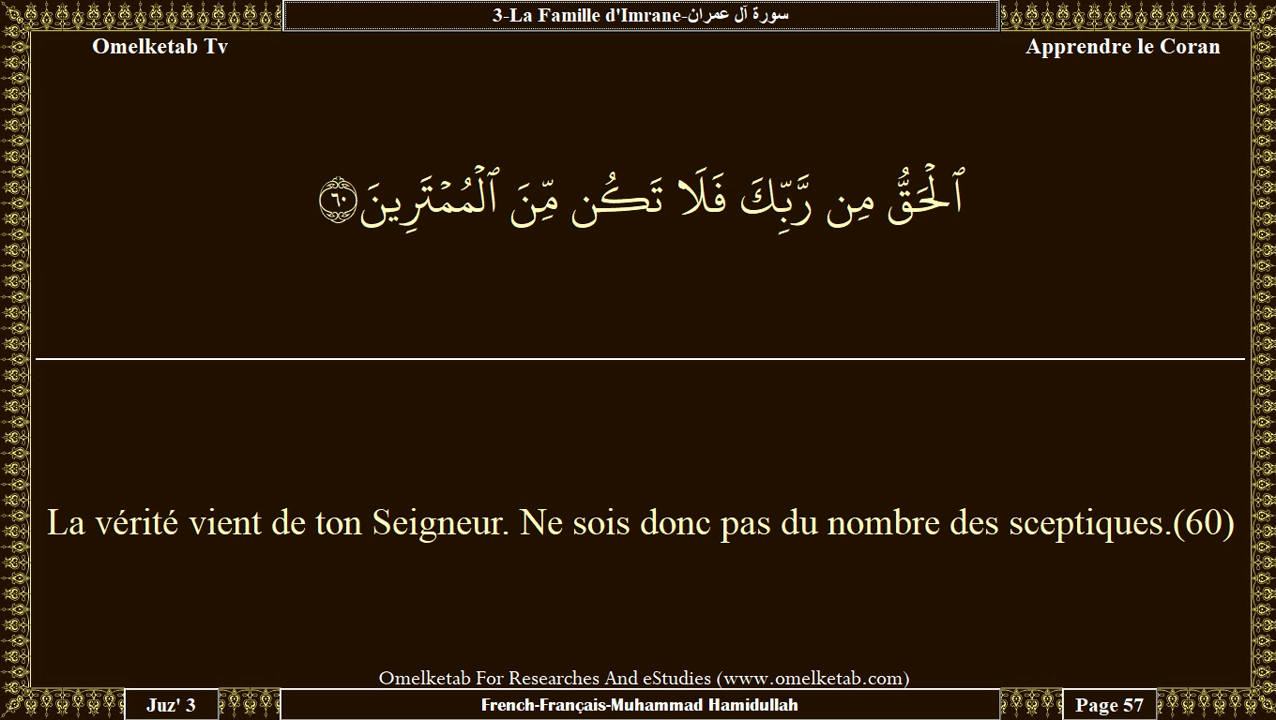 3-La Famille d'Imrane-سورة آل عمران
Omelketab Tv
Apprendre le Coran
ٱلۡحَقُّ مِن رَّبِّكَ فَلَا تَكُن مِّنَ ٱلۡمُمۡتَرِينَ ٦٠
La vérité vient de ton Seigneur. Ne sois donc pas du nombre des sceptiques.(60)
Omelketab For Researches And eStudies (www.omelketab.com)
Juz' 3
French-Français-Muhammad Hamidullah
Page 57